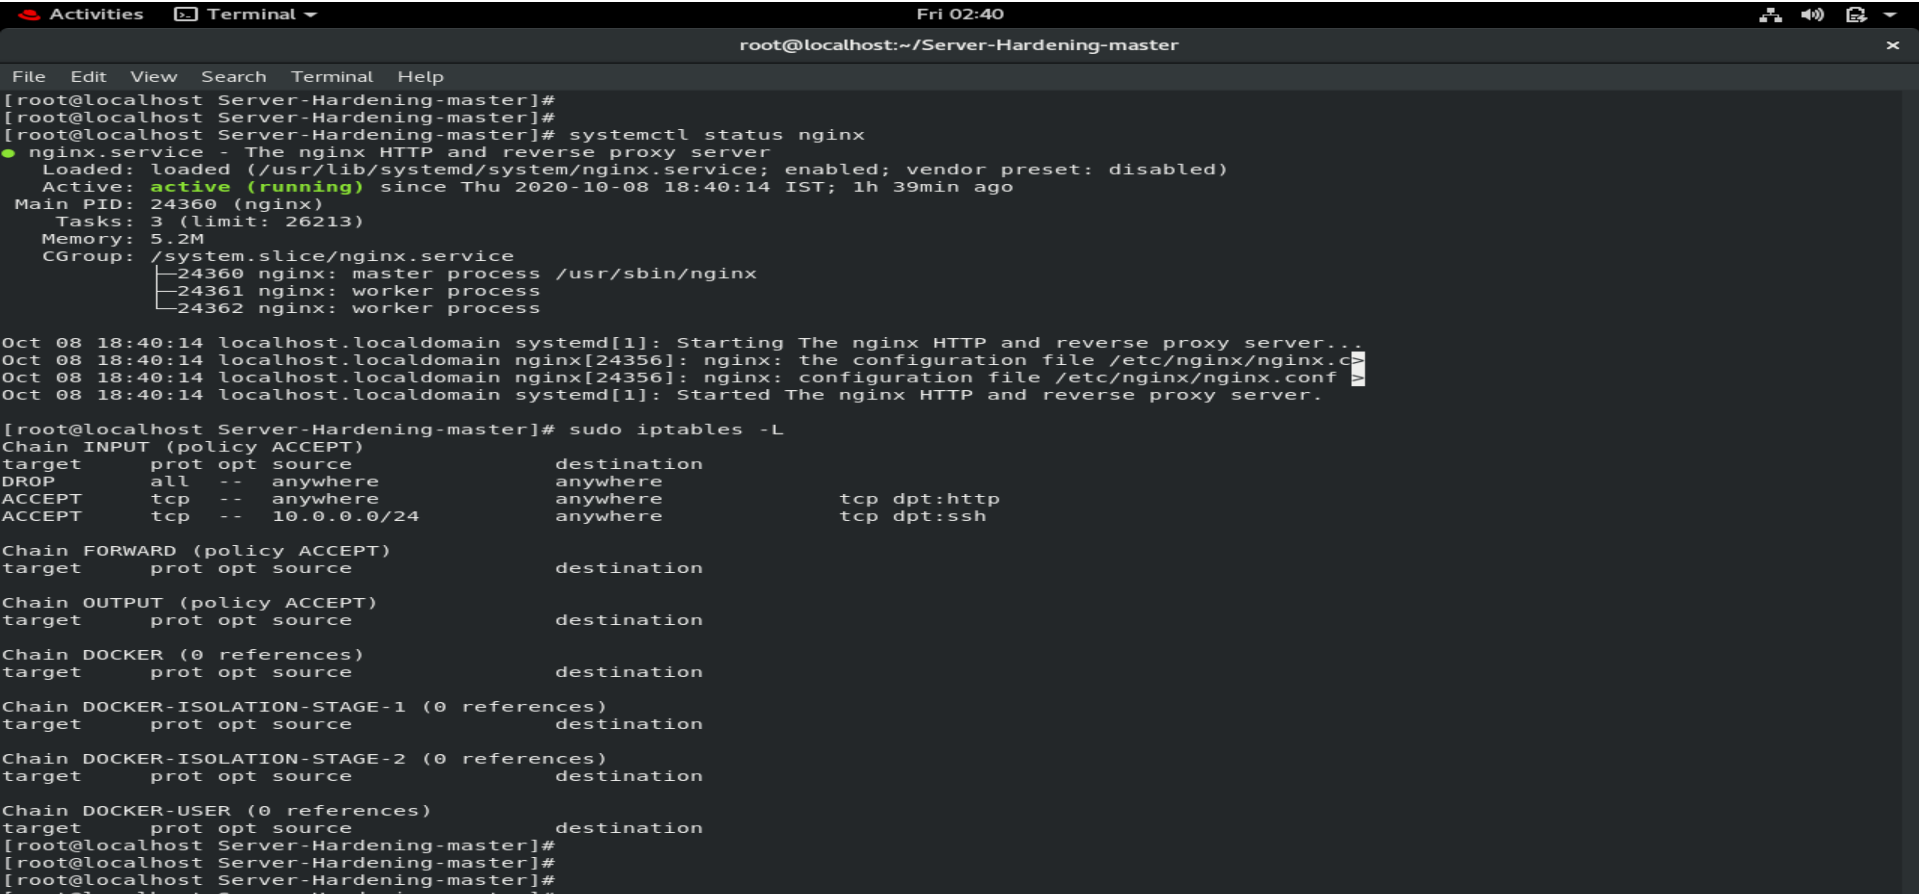 Activities Terminal Fri 02:40
root@localhost:~/Server-Hardening-master ×
File Edit View Search Terminal Help
[root@localhost Server-Hardening-master]#
[root@localhost Server-Hardening-master]#
[root@localhost Server-Hardening-master]# systemctl status nginx
● nginx.service - The nginx HTTP and reverse proxy server
   Loaded: loaded (/usr/lib/systemd/system/nginx.service; enabled; vendor preset: disabled)
   Active: active (running) since Thu 2020-10-08 18:40:14 IST; 1h 39min ago
 Main PID: 24360 (nginx)
    Tasks: 3 (limit: 26213)
   Memory: 5.2M
   CGroup: /system.slice/nginx.service
           ├─24360 nginx: master process /usr/sbin/nginx
           ├─24361 nginx: worker process
           └─24362 nginx: worker process
Oct 08 18:40:14 localhost.localdomain systemd[1]: Starting The nginx HTTP and reverse proxy server...
Oct 08 18:40:14 localhost.localdomain nginx[24356]: nginx: the configuration file /etc/nginx/nginx.c>
Oct 08 18:40:14 localhost.localdomain nginx[24356]: nginx: configuration file /etc/nginx/nginx.conf >
Oct 08 18:40:14 localhost.localdomain systemd[1]: Started The nginx HTTP and reverse proxy server.
[root@localhost Server-Hardening-master]# sudo iptables -L
Chain INPUT (policy ACCEPT)
target     prot opt source               destination
DROP       all  --  anywhere             anywhere
ACCEPT     tcp  --  anywhere             anywhere             tcp dpt:http
ACCEPT     tcp  --  10.0.0.0/24          anywhere             tcp dpt:ssh
Chain FORWARD (policy ACCEPT)
target     prot opt source               destination
Chain OUTPUT (policy ACCEPT)
target     prot opt source               destination
Chain DOCKER (0 references)
target     prot opt source               destination
Chain DOCKER-ISOLATION-STAGE-1 (0 references)
target     prot opt source               destination
Chain DOCKER-ISOLATION-STAGE-2 (0 references)
target     prot opt source               destination
Chain DOCKER-USER (0 references)
target     prot opt source               destination
[root@localhost Server-Hardening-master]#
[root@localhost Server-Hardening-master]#
[root@localhost Server-Hardening-master]#